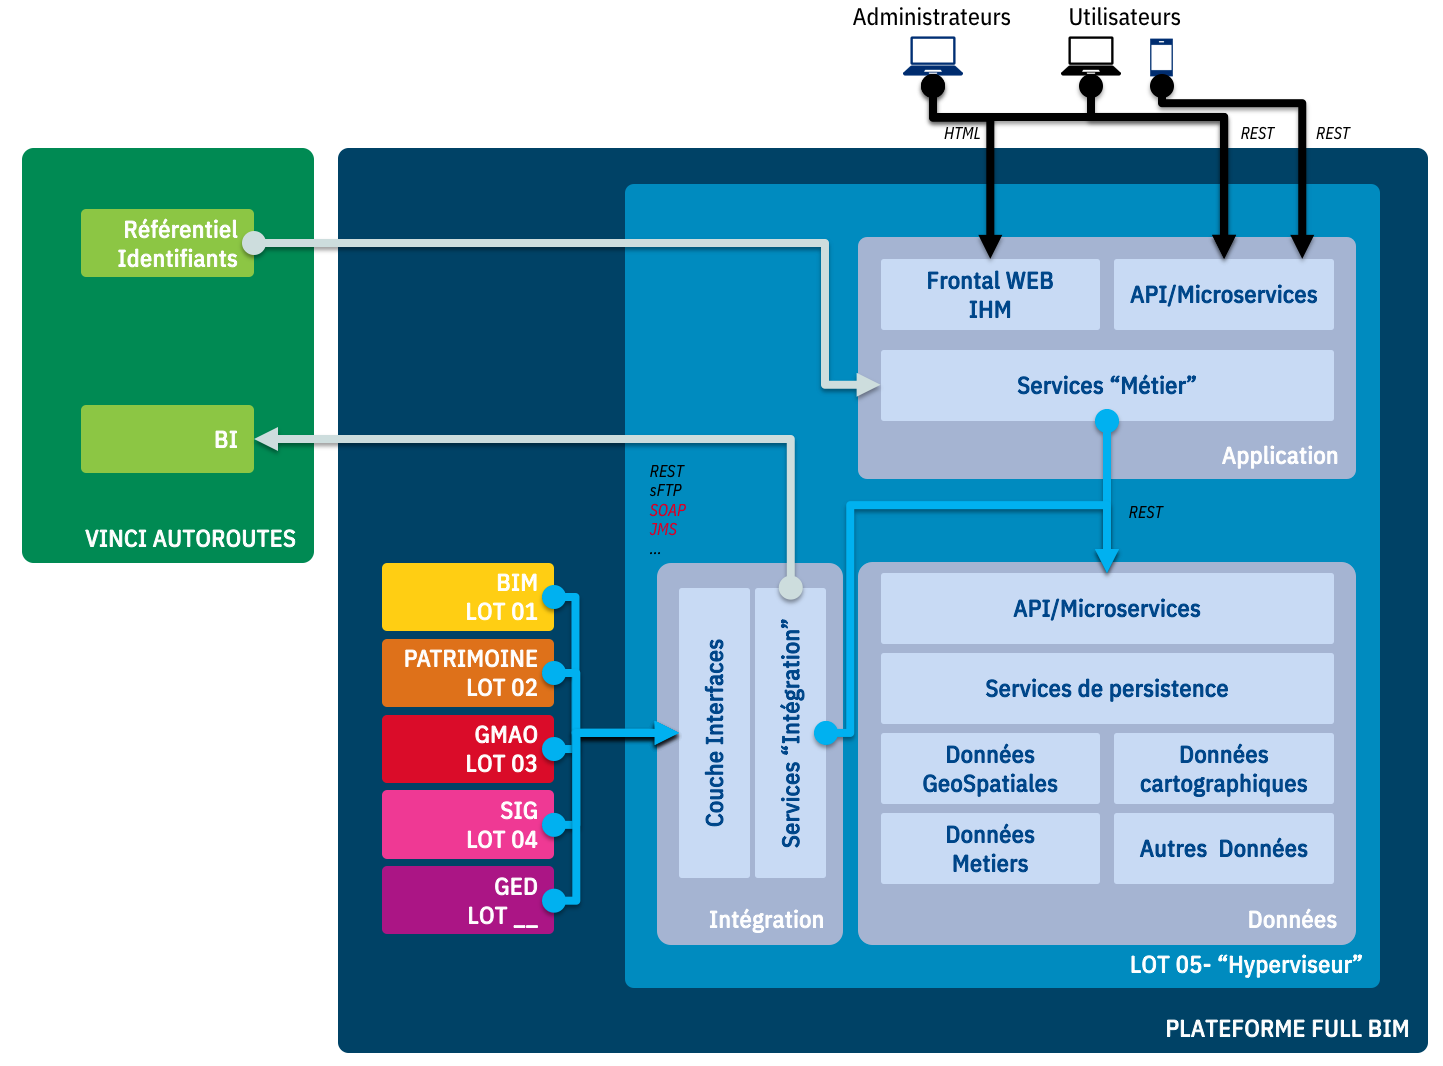 Administrateurs
Utilisateurs
HTML
REST
REST
Référentiel
Identifiants
BI
VINCI AUTOROUTES
Frontal WEB
IHM
API/Microservices
Services “Métier”
Application
REST
sFTP
SOAP
JMS
...
REST
BIM
LOT 01
PATRIMOINE
LOT 02
GMAO
LOT 03
SIG
LOT 04
GED
LOT __
Couche Interfaces
Services “Intégration”
Intégration
API/Microservices
Services de persistence
Données
GeoSpatiales
Données
cartographiques
Données
Metiers
Autres Données
Données
LOT 05- “Hyperviseur”
PLATEFORME FULL BIM